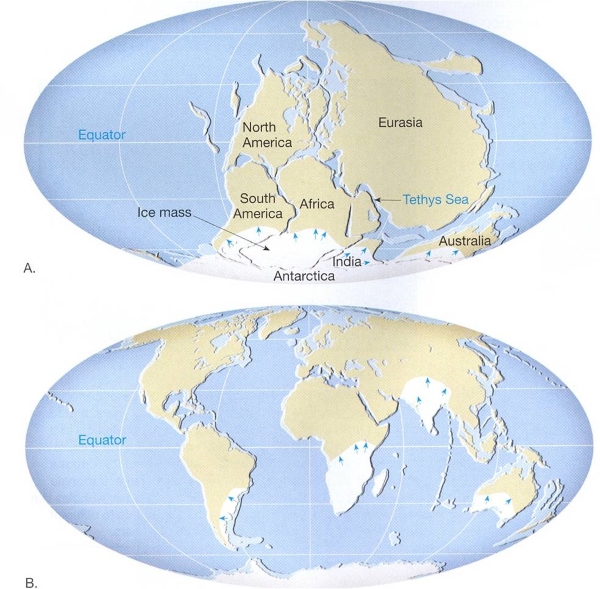 Equator
North
America
Eurasia
South
America
Africa
Tethys Sea
Ice mass
Australia
India
Antarctica
A.
Equator
B.